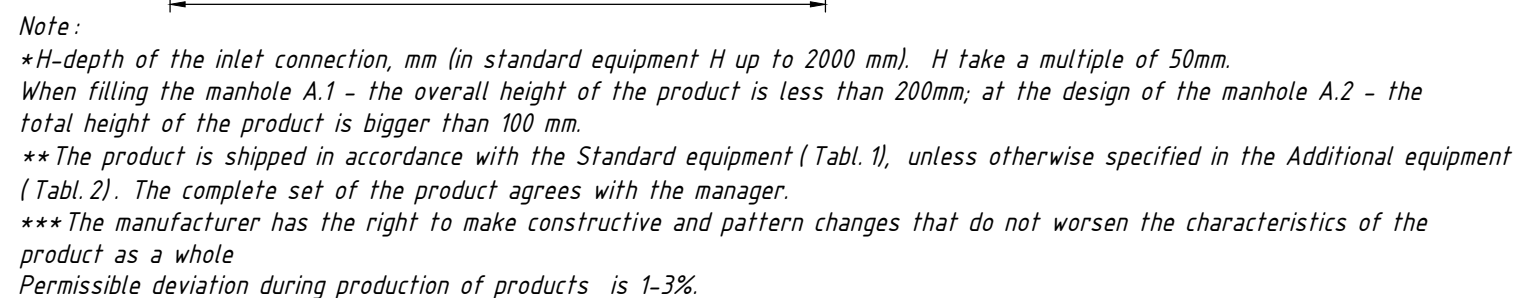 Note:
*H-depth of the inlet connection, mm (in standard equipment H up to 2000 mm). H take a multiple of 50mm.
When filling the manhole A.1 - the overall height of the product is less than 200mm; at the design of the manhole A.2 - the
total height of the product is bigger than 100 mm.
**The product is shipped in accordance with the Standard equipment (Tabl. 1), unless otherwise specified in the Additional equipment
(Tabl. 2). The complete set of the product agrees with the manager.
***The manufacturer has the right to make constructive and pattern changes that do not worsen the characteristics of the
product as a whole
Permissible deviation during production of products is 1-3%.